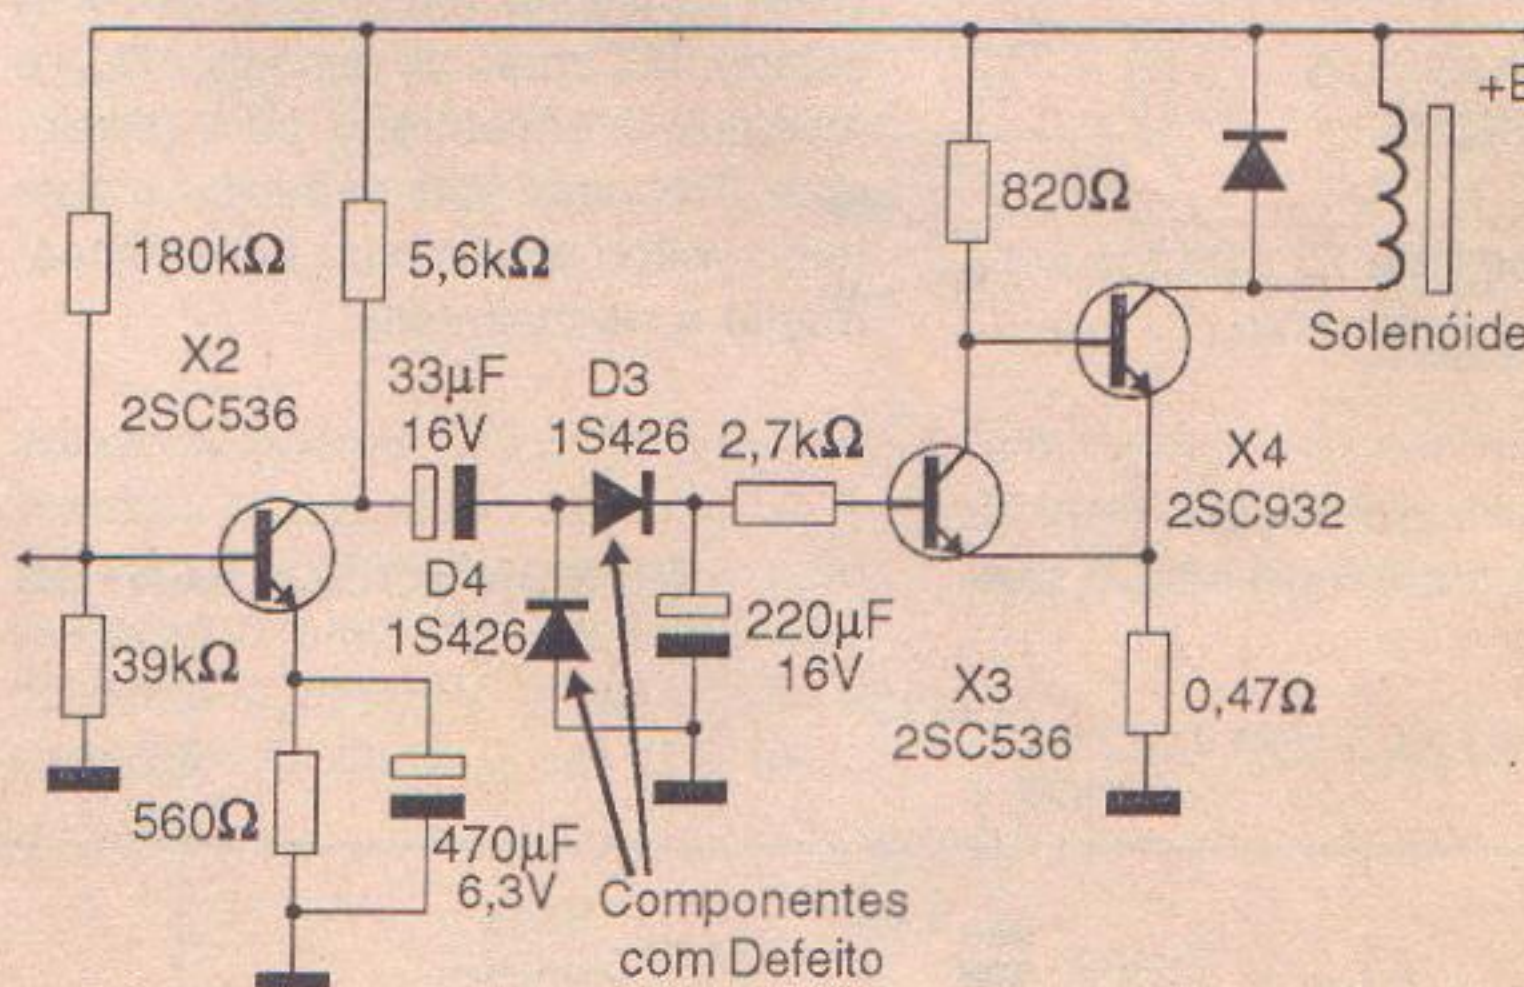 +B
180kΩ
5,6kΩ
820Ω
Solenóide
X2
2SC536
33µF
16V
D3
1S426
2,7kΩ
X4
2SC932
D4
1S426
220µF
16V
39kΩ
X3
2SC536
0,47Ω
560Ω
470µF
6,3V
Componentes
com Defeito